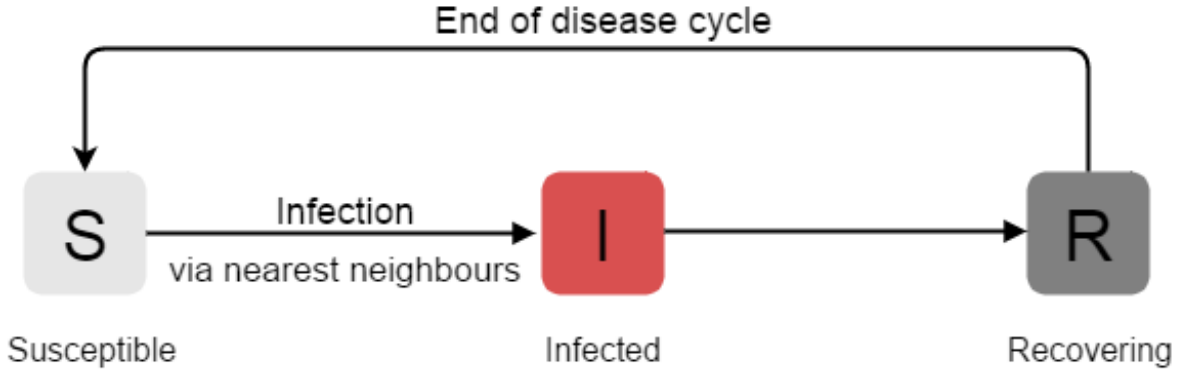 End of disease cycle
S
Infection
via nearest neighbours
I
R
Susceptible
Infected
Recovering